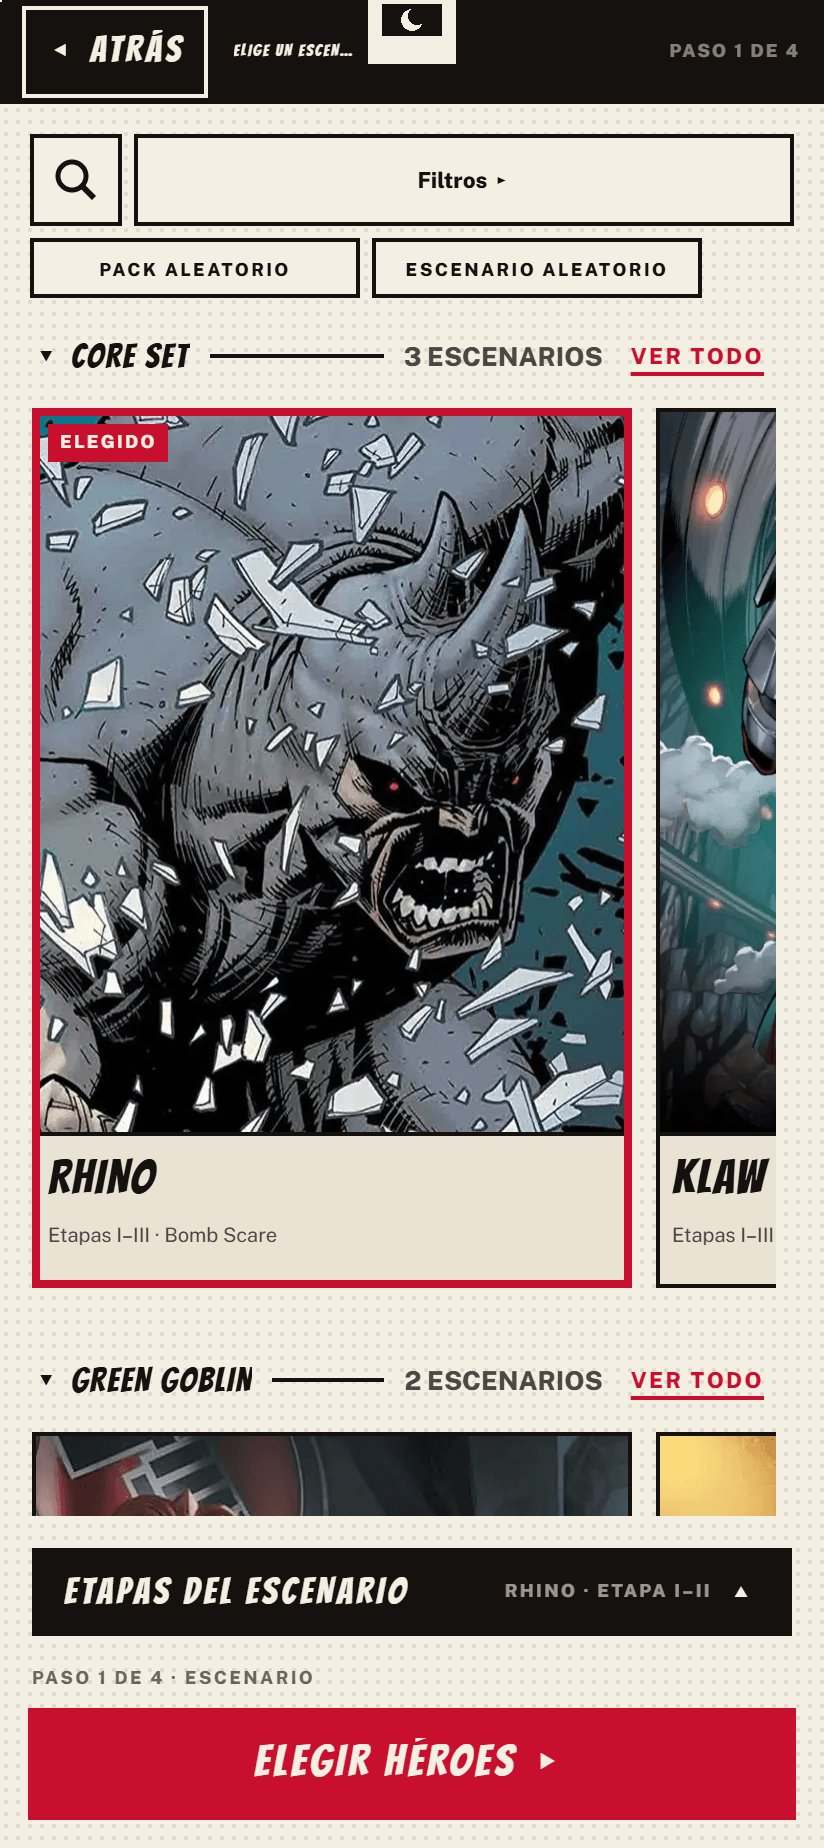 ◄ ATRÁS
ELIGE UN ESCEN...
PASO 1 DE 4
Filtros ►
PACK ALEATORIO
ESCENARIO ALEATORIO
▼ CORE SET
3 ESCENARIOS
VER TODO
ELEGIDO
RHINO
Etapas I–III · Bomb Scare
KLAW
Etapas I–III
▼ GREEN GOBLIN
2 ESCENARIOS
VER TODO
ETAPAS DEL ESCENARIO
RHINO · ETAPA I–II ▲
PASO 1 DE 4 · ESCENARIO
ELEGIR HÉROES ►